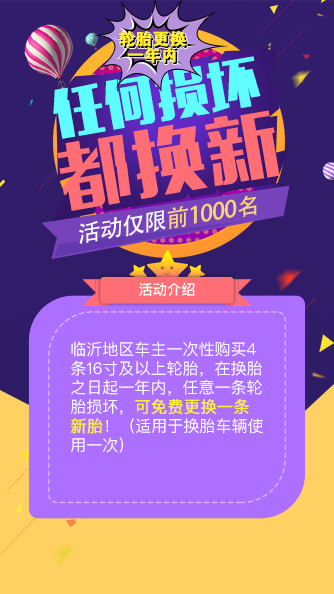 轮胎更换
一年内
任何损坏
都换新
活动仅限前1000名
活动介绍
临沂地区车主一次性购买4
条16寸及以上轮胎，在换胎
之日起一年内，任意一条轮
胎损坏，可免费更换一条
新胎！（适用于换胎车辆使
用一次）